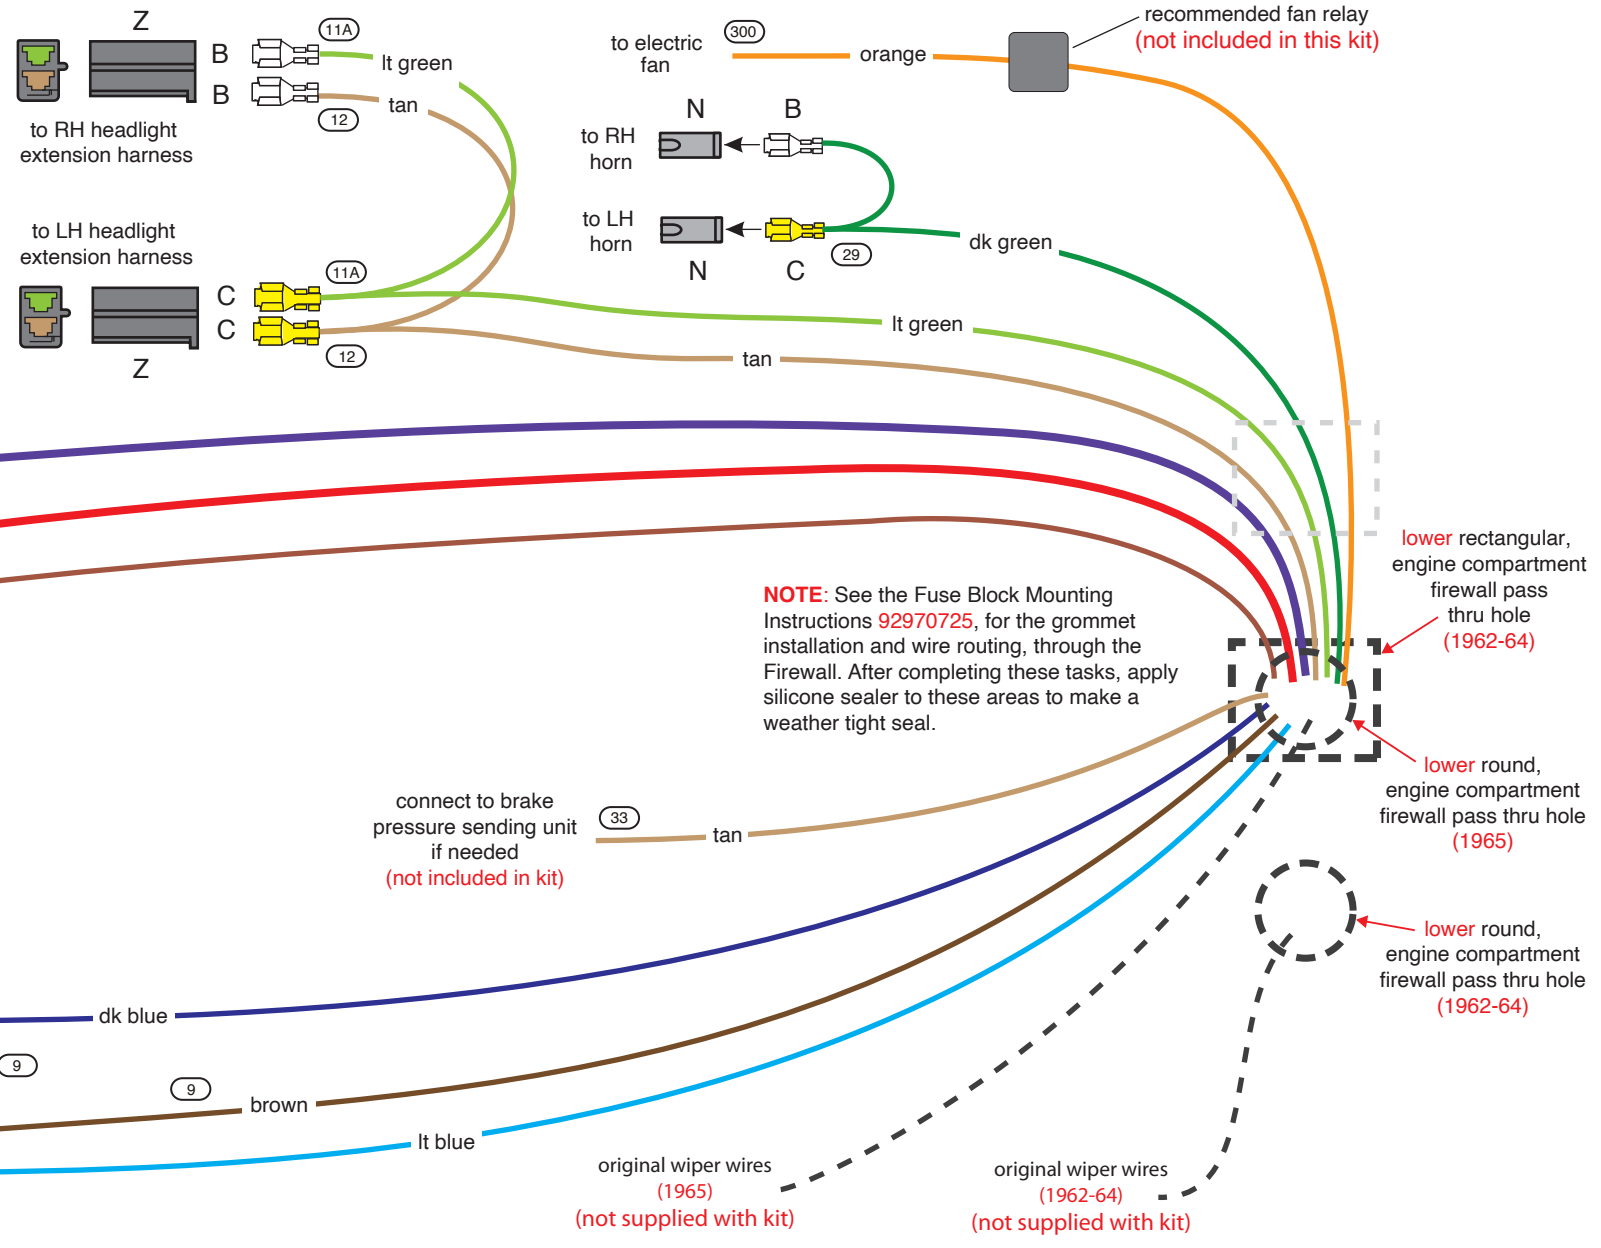 Z
11A
B
lt green
B
tan
12
to RH headlight
extension harness
to LH headlight
extension harness
11A
C
C
12
Z
lt green
tan
to electric
fan
300
orange
recommended fan relay
(not included in this kit)
N
B
to RH
horn
to LH
horn
29
N
C
dk green
NOTE: See the Fuse Block Mounting
Instructions 92970725, for the grommet
installation and wire routing, through the
Firewall. After completing these tasks, apply
silicone sealer to these areas to make a
weather tight seal.
lower rectangular,
engine compartment
firewall pass
thru hole
(1962-64)
lower round,
engine compartment
firewall pass thru hole
(1965)
lower round,
engine compartment
firewall pass thru hole
(1962-64)
connect to brake
pressure sending unit
if needed
(not included in kit)
33
tan
dk blue
9
9
brown
lt blue
original wiper wires
(1965)
(not supplied with kit)
original wiper wires
(1962-64)
(not supplied with kit)